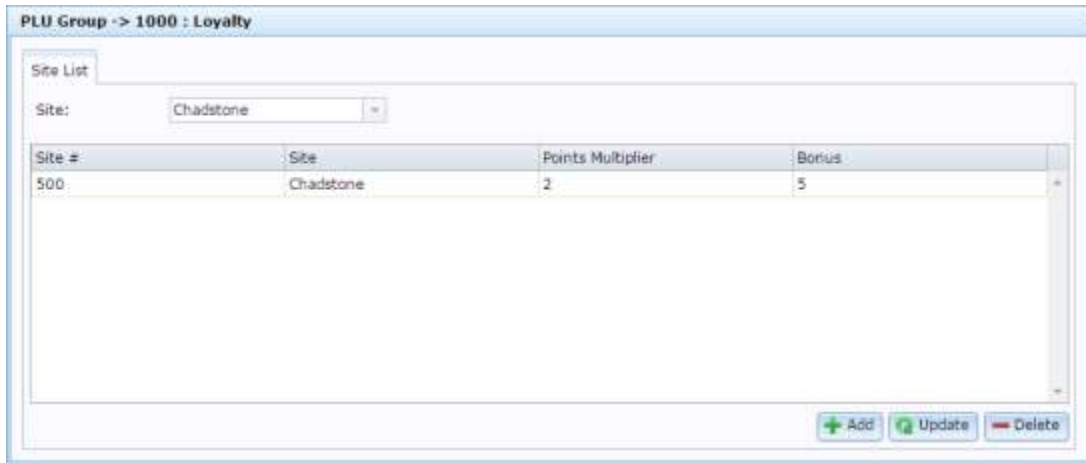 PLU Group -> 1000 : Loyalty
Site List
Site: Chadstone
Site # Site Points Multiplier Bonus
500 Chadstone 2 5
Add Update Delete